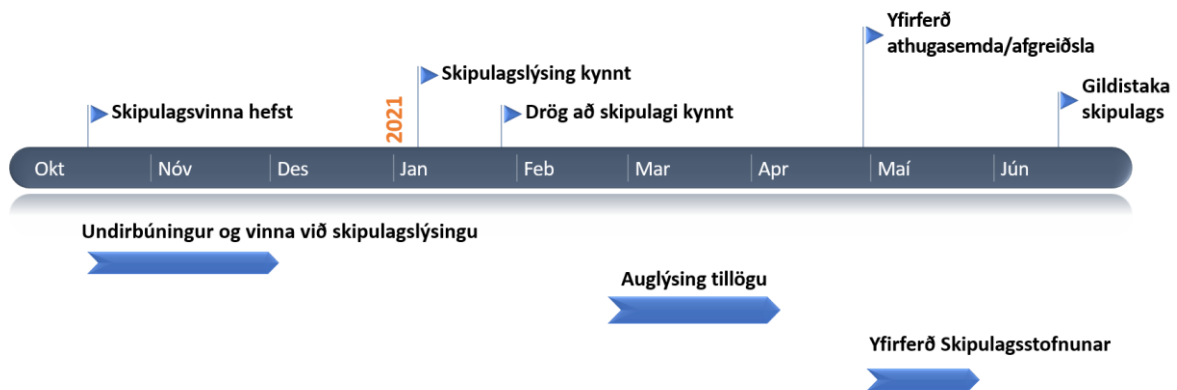 Yfirferð
athugasemda/afgreiðsla
Skipulagslýsing kynnt
Gildistaka
skipulags
Skipulagsvinna hefst
2021
Drög að skipulagi kynnt
Okt
Nóv
Des
Jan
Feb
Mar
Apr
Maí
Jún
Undirbúningur og vinna við skipulagslýsingu
Auglýsing tillögu
Yfirferð Skipulagsstofnunar